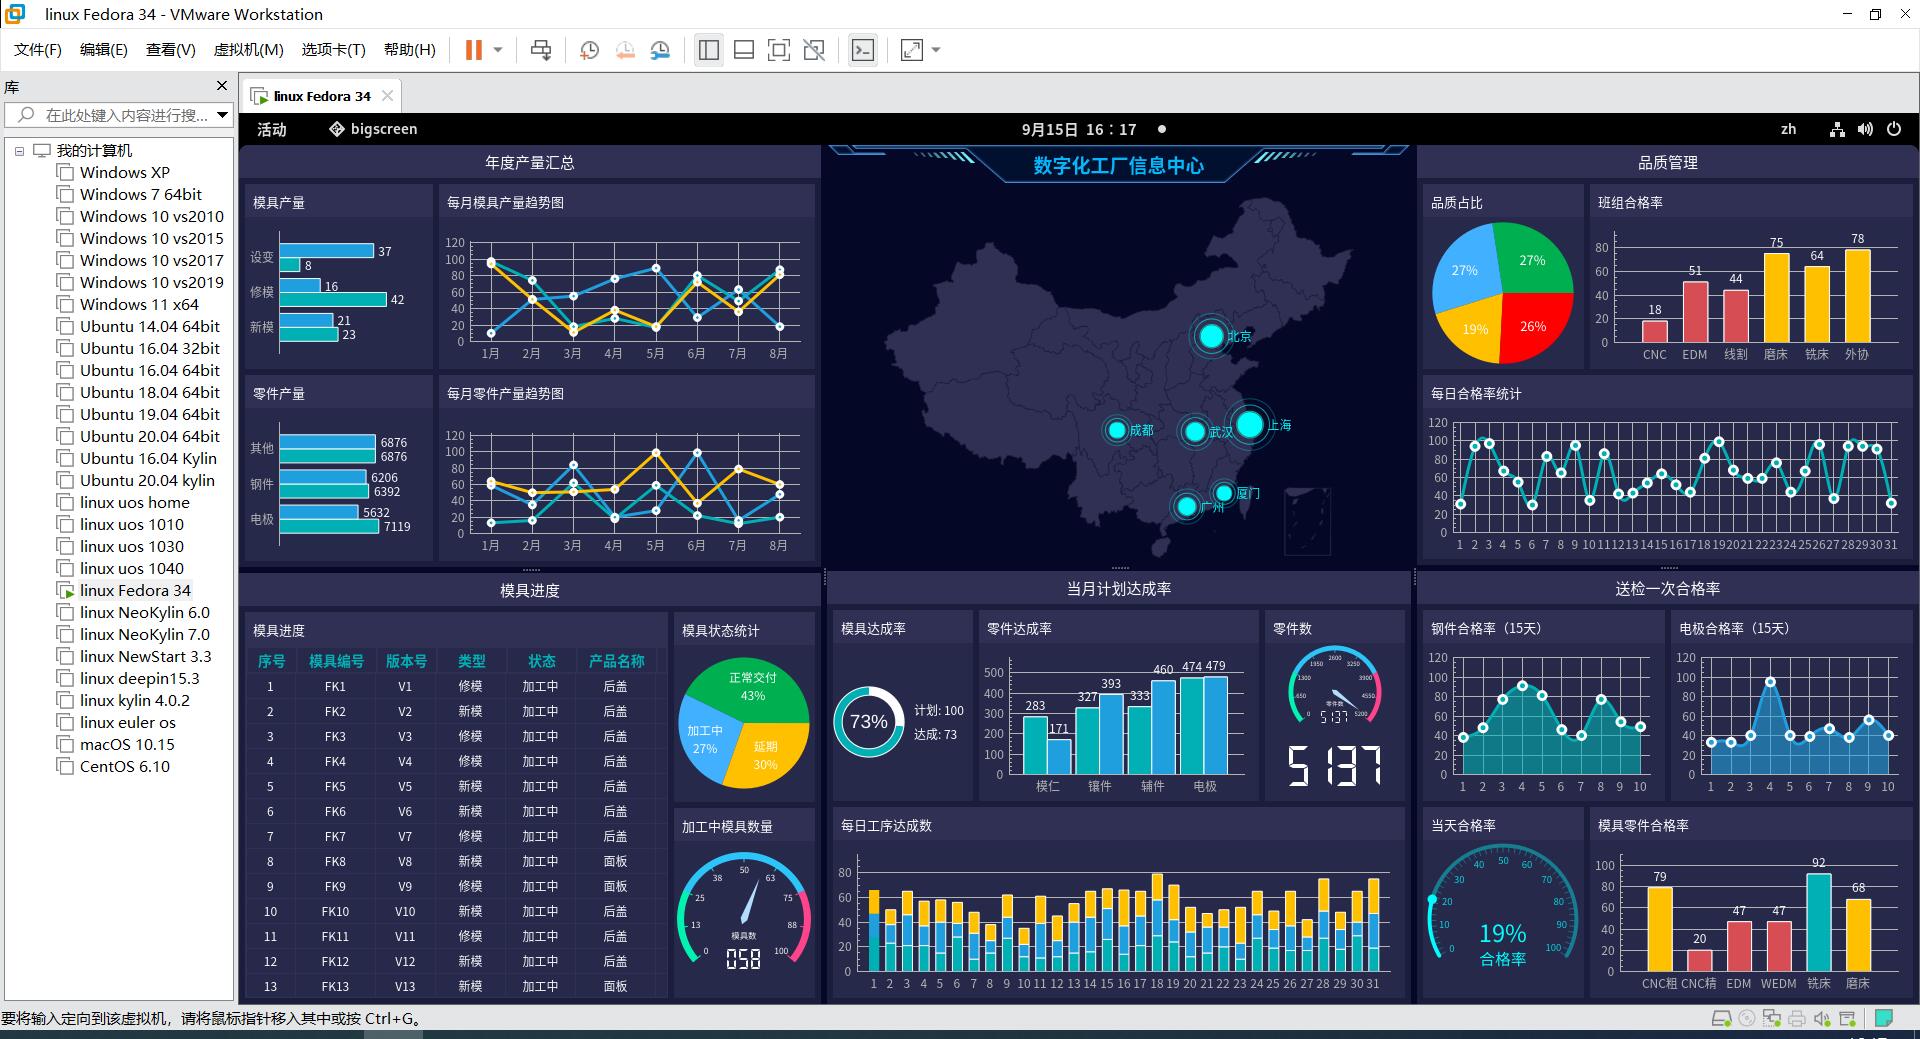 linux Fedora 34 - VMware Workstation
文件(F) 编辑(E) 查看(V) 虚拟机(M) 选项卡(T) 帮助(H)
库
在此处键入内容进行搜...
我的计算机
Windows XP
Windows 7 64bit
Windows 10 vs2010
Windows 10 vs2015
Windows 10 vs2017
Windows 10 vs2019
Windows 11 x64
Ubuntu 14.04 64bit
Ubuntu 16.04 32bit
Ubuntu 16.04 64bit
Ubuntu 18.04 64bit
Ubuntu 19.04 64bit
Ubuntu 20.04 64bit
Ubuntu 16.04 Kylin
Ubuntu 20.04 kylin
linux uos home
linux uos 1010
linux uos 1030
linux uos 1040
linux Fedora 34
linux NeoKylin 6.0
linux NeoKylin 7.0
linux NewStart 3.3
linux deepin15.3
linux kylin 4.0.2
linux euler os
macOS 10.15
CentOS 6.10
linux Fedora 34
活动 bigscreen 9月15日 16：17 zh
年度产量汇总
模具产量
设变 37 8
修模 16 42
新模 21 23
每月模具产量趋势图
120
100
80
60
40
20
0
1月 2月 3月 4月 5月 6月 7月 8月
零件产量
其他 6876 6876
钢件 6206 6392
电极 5632 7119
每月零件产量趋势图
120
100
80
60
40
20
0
1月 2月 3月 4月 5月 6月 7月 8月
数字化工厂信息中心
北京
成都
武汉
上海
厦门
广州
品质管理
品质占比
27% 27%
19% 26%
班组合格率
80
60
40
20
0
18 51 44 75 64 78
CNC EDM 线割 磨床 铣床 外协
每日合格率统计
120
100
80
60
40
20
0
1 2 3 4 5 6 7 8 9 10 11 12 13 14 15 16 17 18 19 20 21 22 23 24 25 26 27 28 29 30 31
模具进度
模具进度
序号 模具编号 版本号 类型 状态 产品名称
1 FK1 V1 修模 加工中 后盖
2 FK2 V2 新模 加工中 后盖
3 FK3 V3 修模 加工中 后盖
4 FK4 V4 新模 加工中 后盖
5 FK5 V5 修模 加工中 后盖
6 FK6 V6 新模 加工中 后盖
7 FK7 V7 修模 加工中 后盖
8 FK8 V8 新模 加工中 面板
9 FK9 V9 修模 加工中 面板
10 FK10 V10 新模 加工中 后盖
11 FK11 V11 修模 加工中 后盖
12 FK12 V12 新模 加工中 后盖
13 FK13 V13 新模 加工中 面板
模具状态统计
正常交付
43%
加工中
27%
延期
30%
加工中模具数量
0 13 25 38 50 63 75 88 100
模具数
058
当月计划达成率
模具达成率
73%
计划: 100
达成: 73
零件达成率
500
400
300
200
100
0
283 171 327 393 333 460 474 479
模仁 镶件 辅件 电极
零件数
0 650 1300 1950 2600 3250 3900 4550 5200
零件数
5137
5137
每日工序达成数
80
60
40
20
0
1 2 3 4 5 6 7 8 9 10 11 12 13 14 15 16 17 18 19 20 21 22 23 24 25 26 27 28 29 30 31
送检一次合格率
钢件合格率（15天）
120
100
80
60
40
20
0
1 2 3 4 5 6 7 8 9 10
电极合格率（15天）
120
100
80
60
40
20
0
1 2 3 4 5 6 7 8 9 10
当天合格率
0 10 20 30 40 50 60 70 80 90 100
19%
合格率
模具零件合格率
100
80
60
40
20
0
79 20 47 47 92 68
CNC粗 CNC精 EDM WEDM 铣床 磨床
要将输入定向到该虚拟机，请将鼠标指针移入其中或按 Ctrl+G。